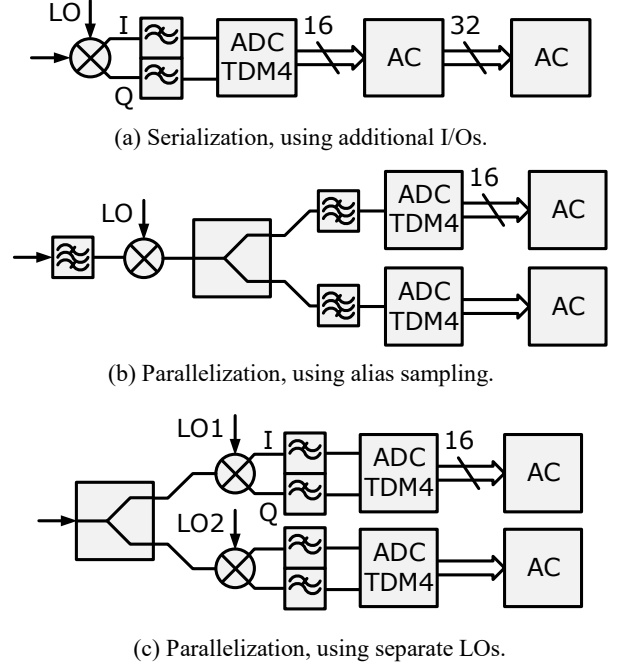 LO
I
Q
ADC
TDM4
16
AC
32
AC
(a) Serialization, using additional I/Os.
LO
ADC
TDM4
16
AC
ADC
TDM4
AC
(b) Parallelization, using alias sampling.
LO1
I
Q
ADC
TDM4
16
AC
LO2
ADC
TDM4
AC
(c) Parallelization, using separate LOs.